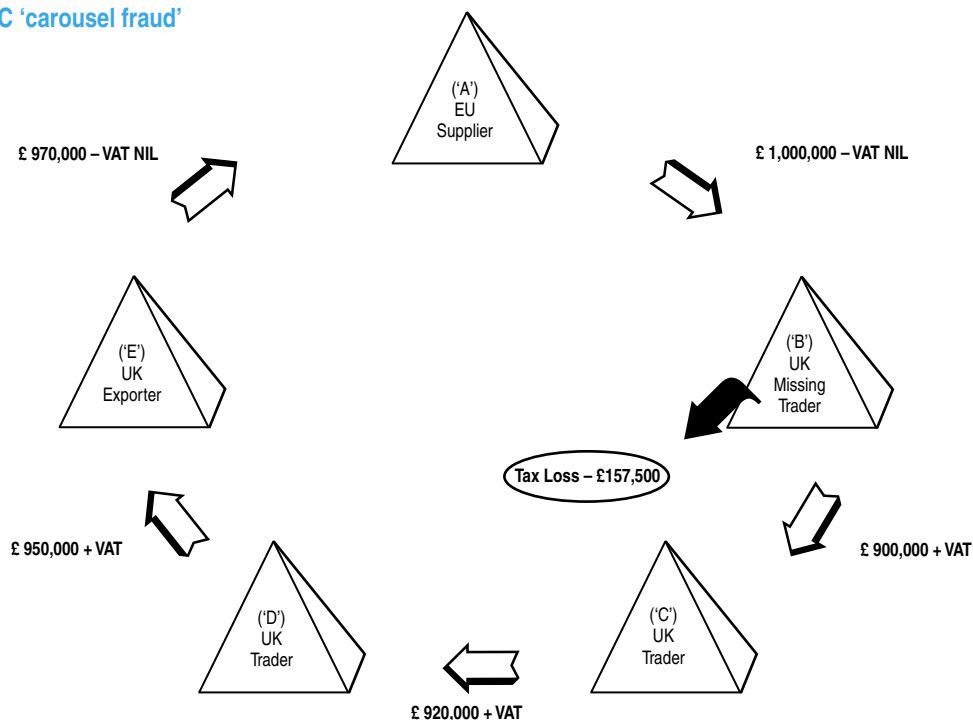 C ‘carousel fraud’
(‘A’)
EU
Supplier
£ 970,000 – VAT NIL
£ 1,000,000 – VAT NIL
(‘E’)
UK
Exporter
(‘B’)
UK
Missing
Trader
Tax Loss – £157,500
£ 950,000 + VAT
£ 900,000 + VAT
(‘D’)
UK
Trader
(‘C’)
UK
Trader
£ 920,000 + VAT